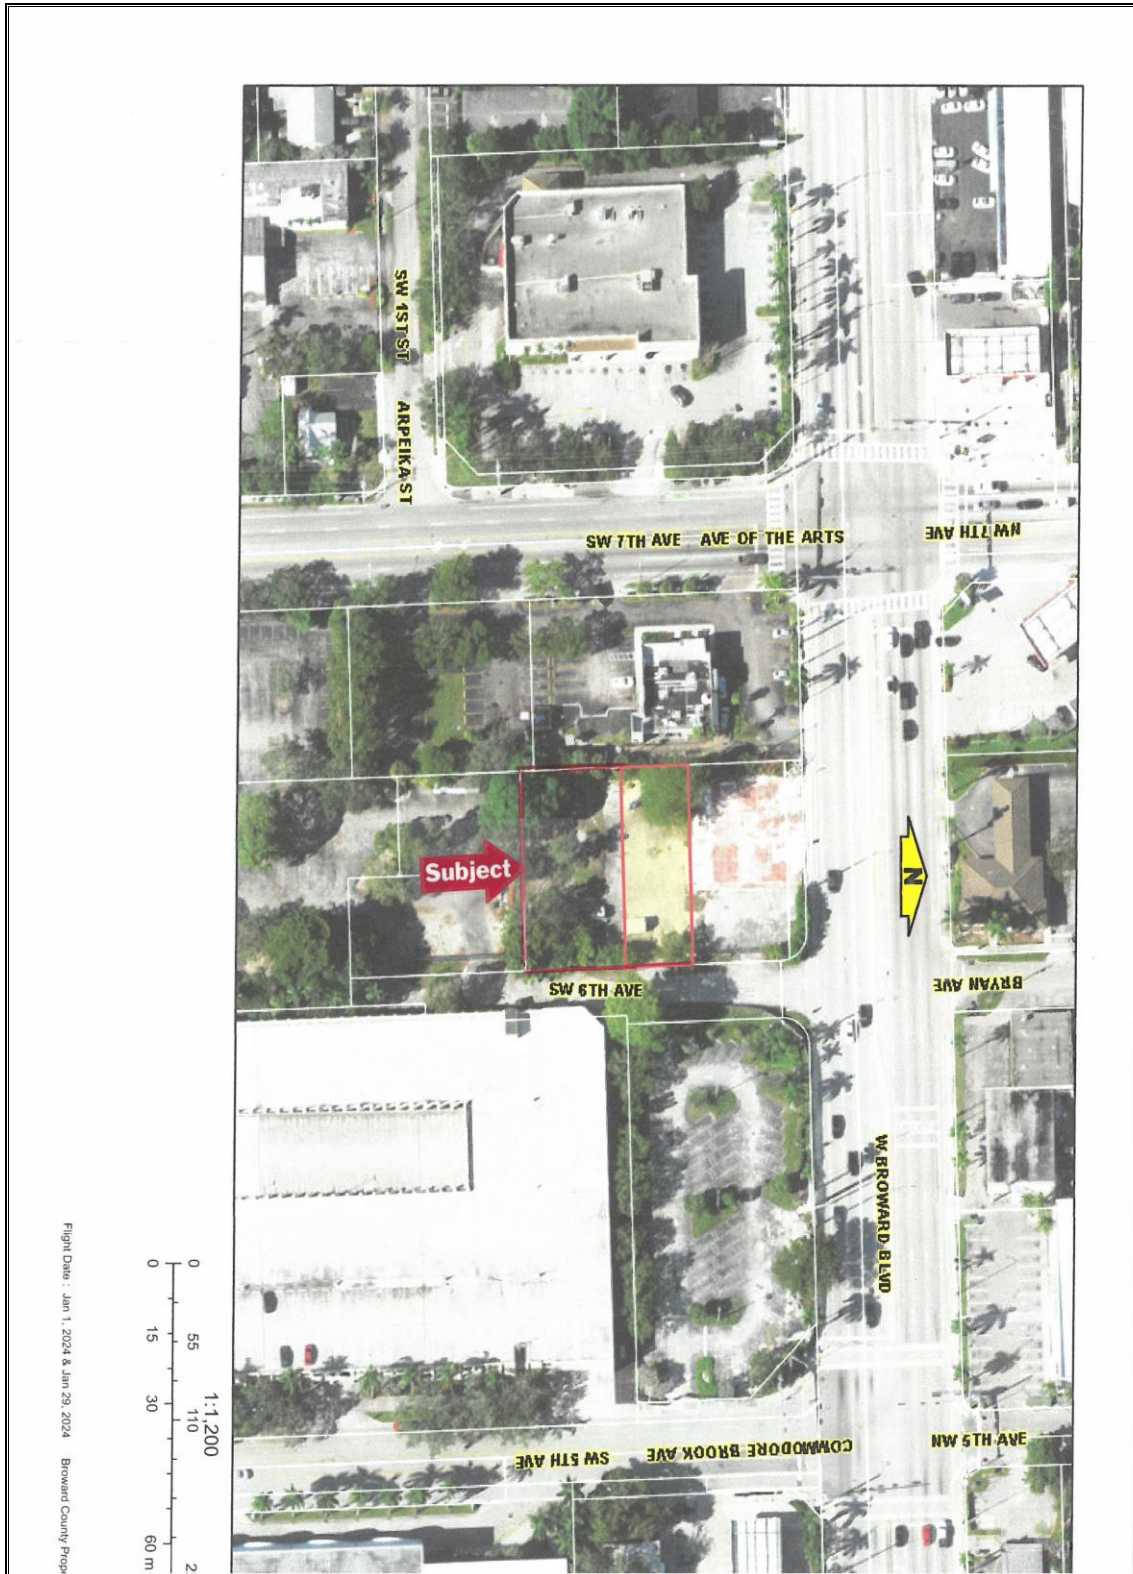 SW 1ST ST
ARPEIKA ST
SW 7TH AVE AVE OF THE ARTS
NW 7TH AVE
Subject
N
SW 6TH AVE
BRYAN AVE
W BROWARD BLVD
SW 5TH AVE COMMODORE BROOK AVE
NW 5TH AVE
1:1,200
0 55 110 2
0 15 30 60 m
Flight Date : Jan 1, 2024 & Jan 29, 2024 Broward County Prope